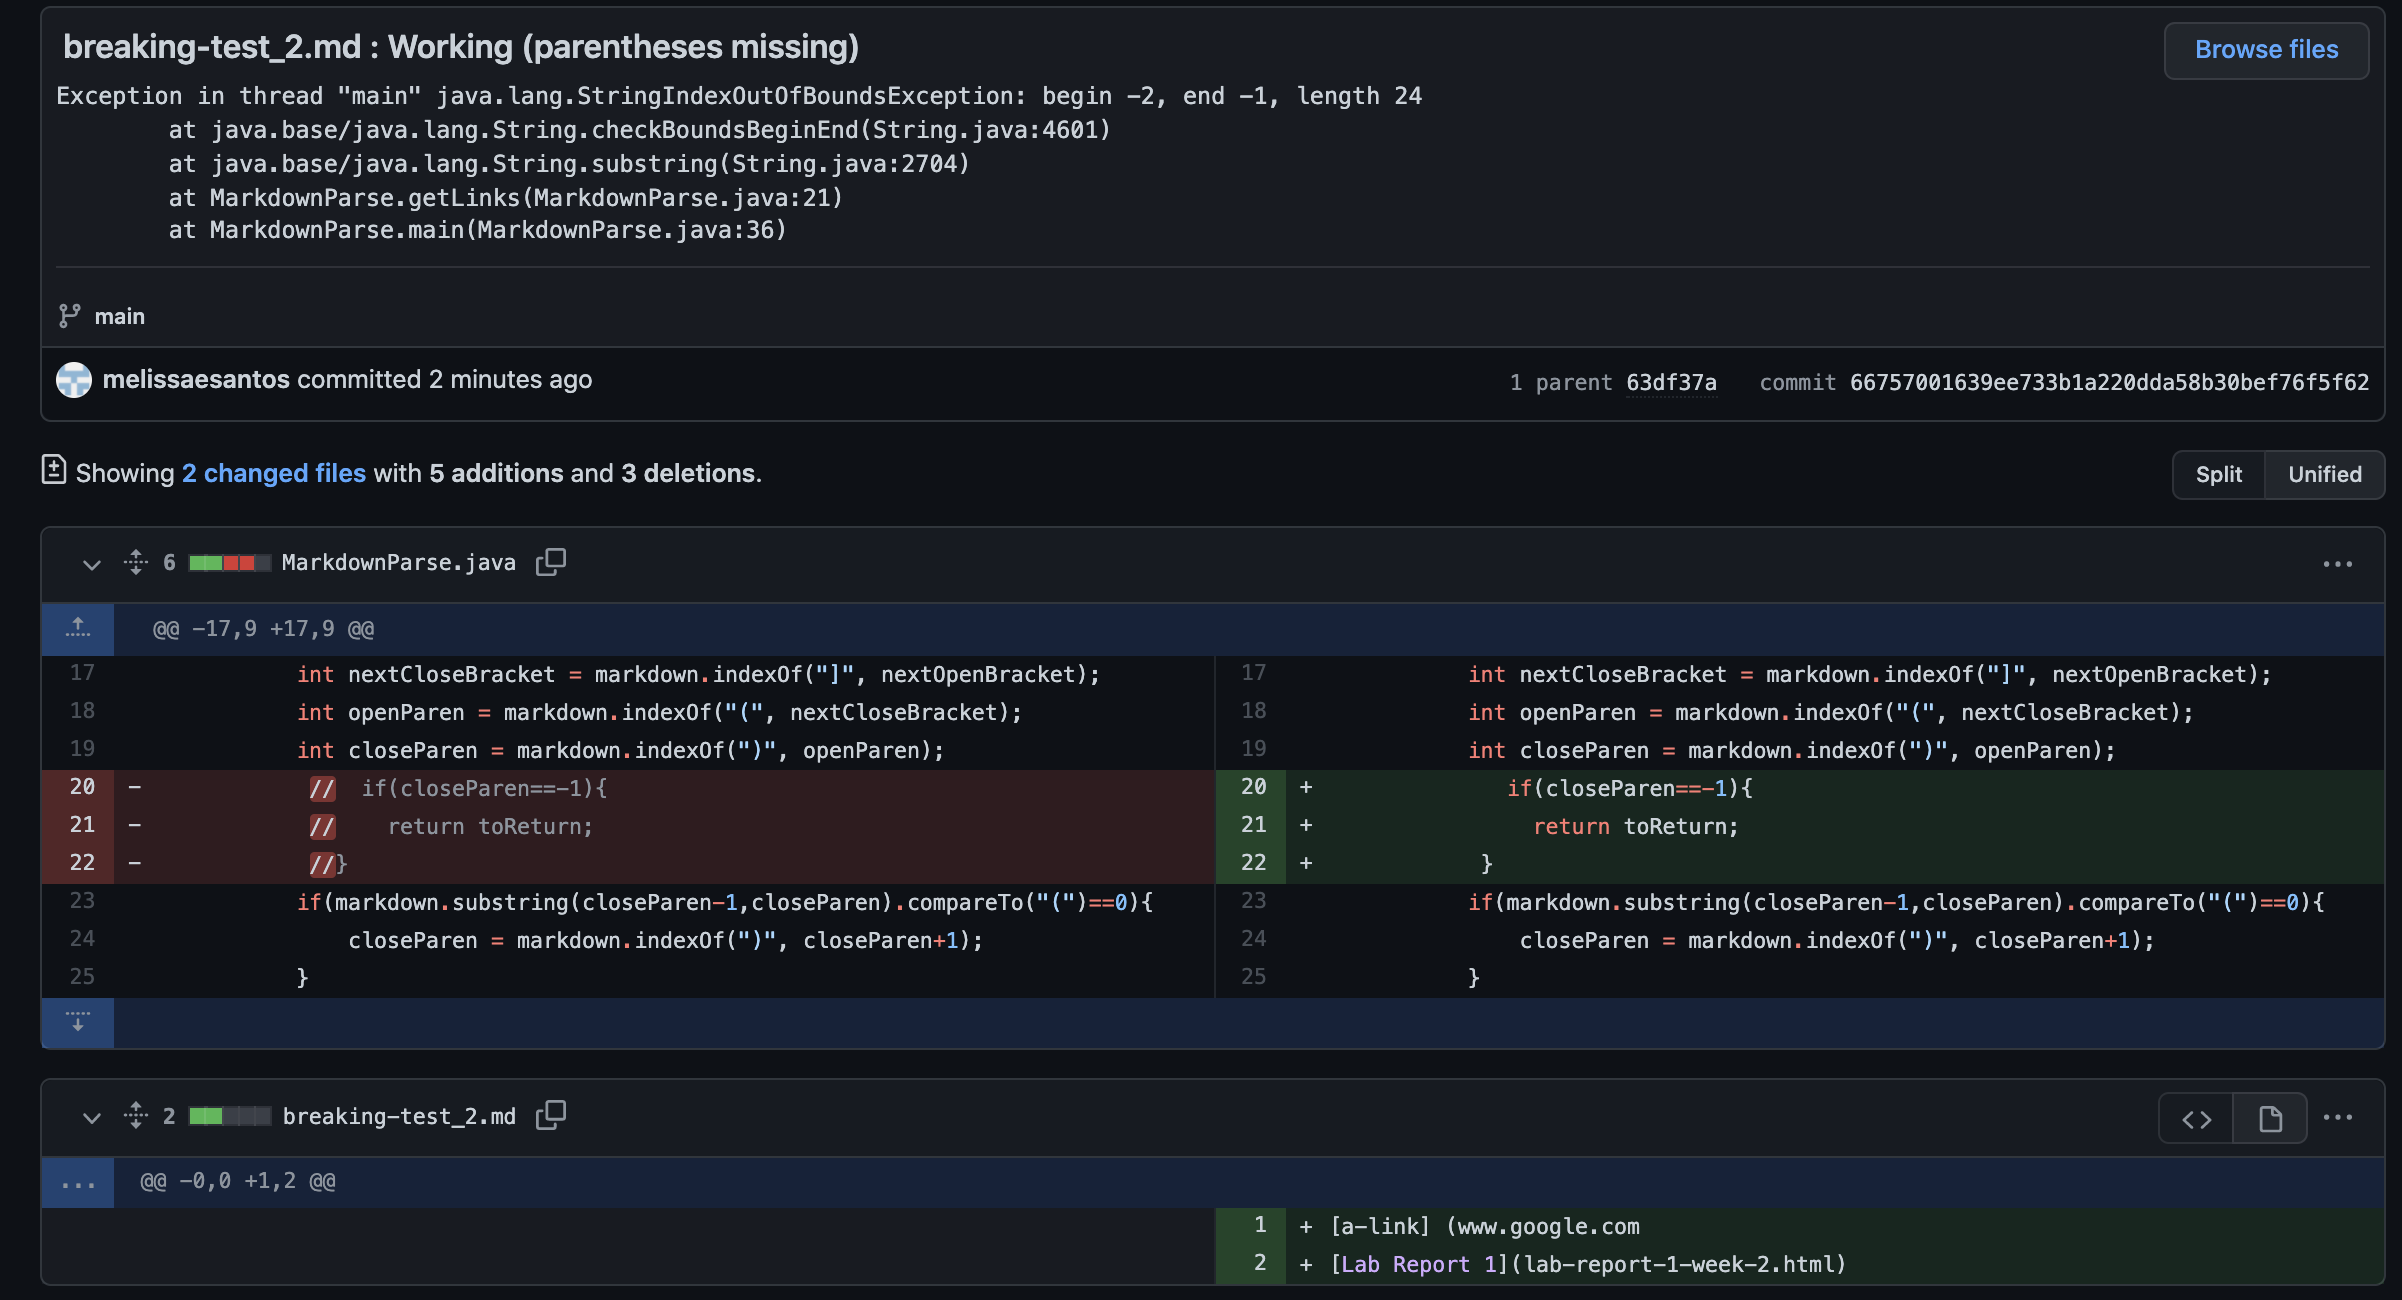 breaking-test_2.md : Working (parentheses missing)
Browse files
Exception in thread "main" java.lang.StringIndexOutOfBoundsException: begin -2, end -1, length 24
at java.base/java.lang.String.checkBoundsBeginEnd(String.java:4601)
at java.base/java.lang.String.substring(String.java:2704)
at MarkdownParse.getLinks(MarkdownParse.java:21)
at MarkdownParse.main(MarkdownParse.java:36)
main
melissaesantos committed 2 minutes ago
1 parent 63df37a commit 66757001639ee733b1a220dda58b30bef76f5f62
Showing 2 changed files with 5 additions and 3 deletions.
Split Unified
6 MarkdownParse.java
@@ -17,9 +17,9 @@
17 int nextCloseBracket = markdown.indexOf("]", nextOpenBracket);
18 int openParen = markdown.indexOf("(", nextCloseBracket);
19 int closeParen = markdown.indexOf(")", openParen);
20 - // if(closeParen==-1){
21 - // return toReturn;
22 - //}
23 if(markdown.substring(closeParen-1,closeParen).compareTo("(")==0){
24 closeParen = markdown.indexOf(")", closeParen+1);
25 }
17 int nextCloseBracket = markdown.indexOf("]", nextOpenBracket);
18 int openParen = markdown.indexOf("(", nextCloseBracket);
19 int closeParen = markdown.indexOf(")", openParen);
20 + if(closeParen==-1){
21 + return toReturn;
22 + }
23 if(markdown.substring(closeParen-1,closeParen).compareTo("(")==0){
24 closeParen = markdown.indexOf(")", closeParen+1);
25 }
2 breaking-test_2.md
@@ -0,0 +1,2 @@
1 + [a-link] (www.google.com
2 + [Lab Report 1](lab-report-1-week-2.html)